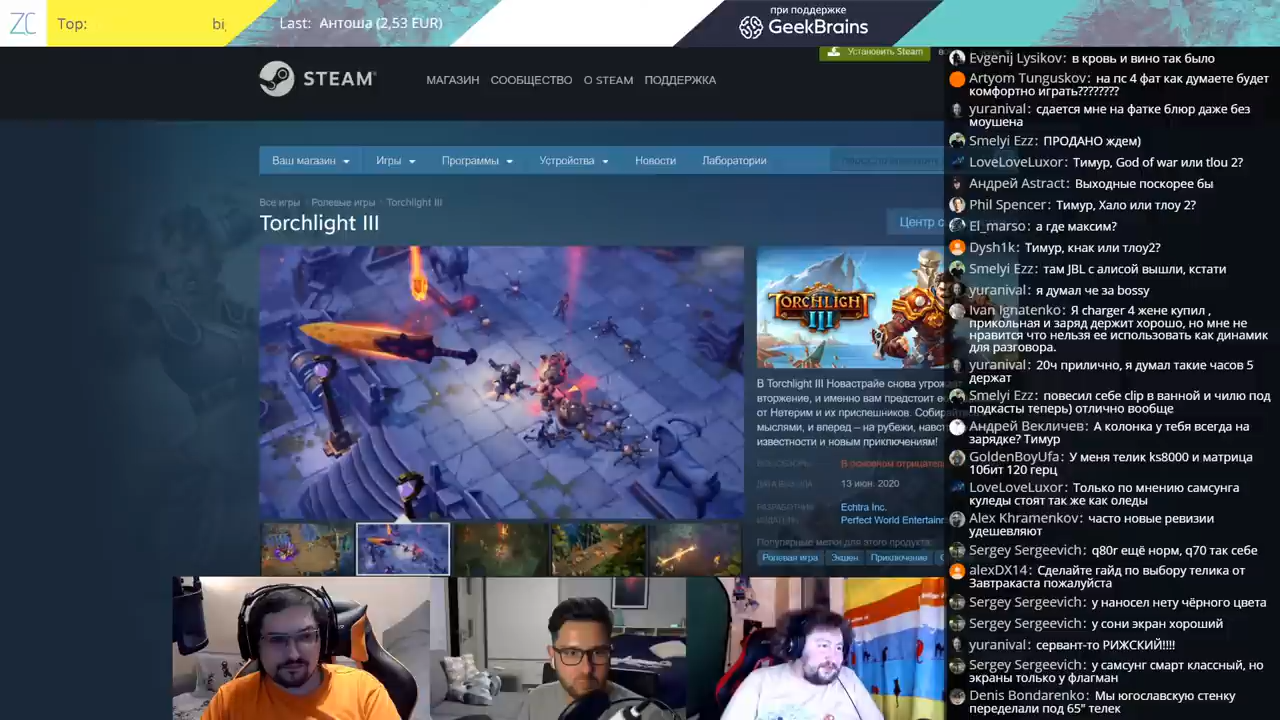 ZC
Top:
Last: Антоша (2,53 EUR)
при поддержке
GeekBrains
Установить Steam
STEAM
МАГАЗИН СООБЩЕСТВО О STEAM ПОДДЕРЖКА
Ваш магазин Игры Программы Устройства Новости Лаборатории
Все игры Ролевые игры Torchlight III
Torchlight III
Центр с
TORCHLIGHT
III
В Torchlight III Новастрайе снова угрож
вторжение, и именно вам предстоит
от Нетерим и их приспешников. Собир
мыслями, и вперед – на рубежи, навст
известности и новым приключениям!
В основном отрицател
ДАТА ВЫХОДА 13 июн. 2020
РАЗРАБОТЧИК Echtra Inc.
ИЗДАТЕЛЬ Perfect World Entertainm
Популярные метки для этого продукта:
Ролевая игра Экшен Приключение
Evgenij Lysikov: в кровь и вино так было
Artyom Tunguskov: на пс 4 фат как думаете будет
комфортно играть????????
yuranival: сдается мне на фатке блюр даже без
моушена
Smelyi Ezz: ПРОДАНО ждем)
LoveLoveLuxor: Тимур, God of war или tlou 2?
Андрей Astract: Выходные поскорее бы
Phil Spencer: Тимур, Хало или тлоу 2?
El_marso: а где максим?
Dysh1k: Тимур, кнак или тлоу2?
Smelyi Ezz: там JBL с алисой вышли, кстати
yuranival: я думал че за bossy
Ivan Ignatenko: Я charger 4 жене купил ,
прикольная и заряд держит хорошо, но мне не
нравится что нельзя ее использовать как динамик
для разговора.
yuranival: 20ч прилично, я думал такие часов 5
держат
Smelyi Ezz: повесил себе clip в ванной и чилю под
подкасты теперь) отлично вообще
Андрей Векличев: А колонка у тебя всегда на
зарядке? Тимур
GoldenBoyUfa: У меня телик ks8000 и матрица
10бит 120 герц
LoveLoveLuxor: Только по мнению самсунга
куледы стоят так же как оледы
Alex Khramenkov: часто новые ревизии
удешевляют
Sergey Sergeevich: q80r ещё норм, q70 так себе
alexDX14: Сделайте гайд по выбору телика от
Завтракаста пожалуйста
Sergey Sergeevich: у наносел нету чёрного цвета
Sergey Sergeevich: у сони экран хороший
yuranival: сервант-то РИЖСКИЙ!!!!
Sergey Sergeevich: у самсунг смарт классный, но
экраны только у флагман
Denis Bondarenko: Мы югославскую стенку
переделали под 65" телек